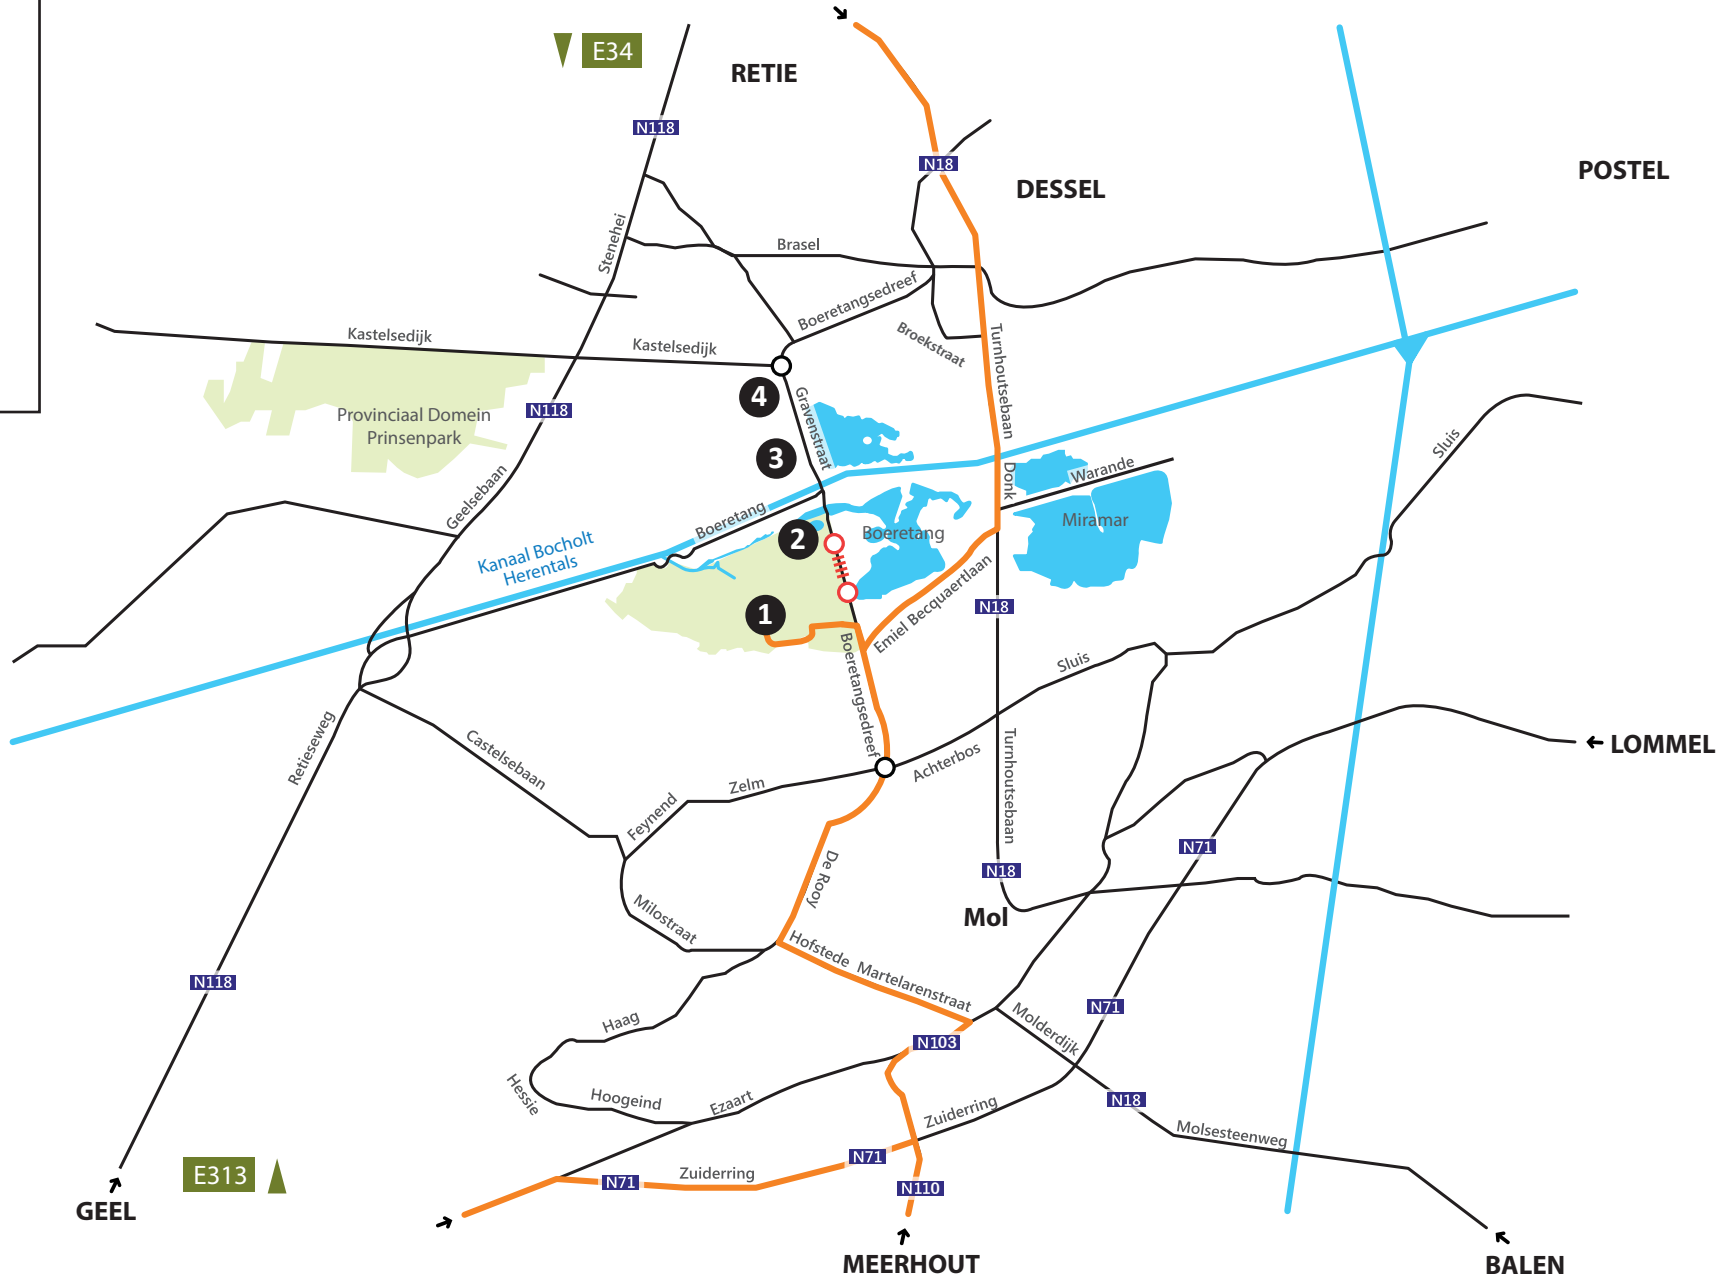 E34
RETIE
N118
N18
DESSEL
POSTEL
Stenehei
Brasel
Boeretangsedreef
Kastelsedijk
Kastelsedijk
Broekstraat
Turnhoutsebaan
4
Gravenstraat
N118
Provinciaal Domein
Prinsenpark
3
Sluis
Donk
Warande
Geelsebaan
Boeretang
2
Boeretang
Miramar
Kanaal Bocholt
Herentals
1
Emiel Becquaertlaan
N18
Boeretangsedreef
Sluis
Retieseweg
Castelsebaan
Achterbos
Turnhoutsebaan
LOMMEL
Zelm
Feynend
De Rooy
N71
N18
Milostraat
Mol
Hofstede
Martelarenstraat
N118
N71
Haag
Molderdijk
N103
Hessie
Hoogeind
Ezaart
Zuiderring
N18
Molsesteenweg
N71
E313
Zuiderring
N71
N110
GEEL
MEERHOUT
BALEN